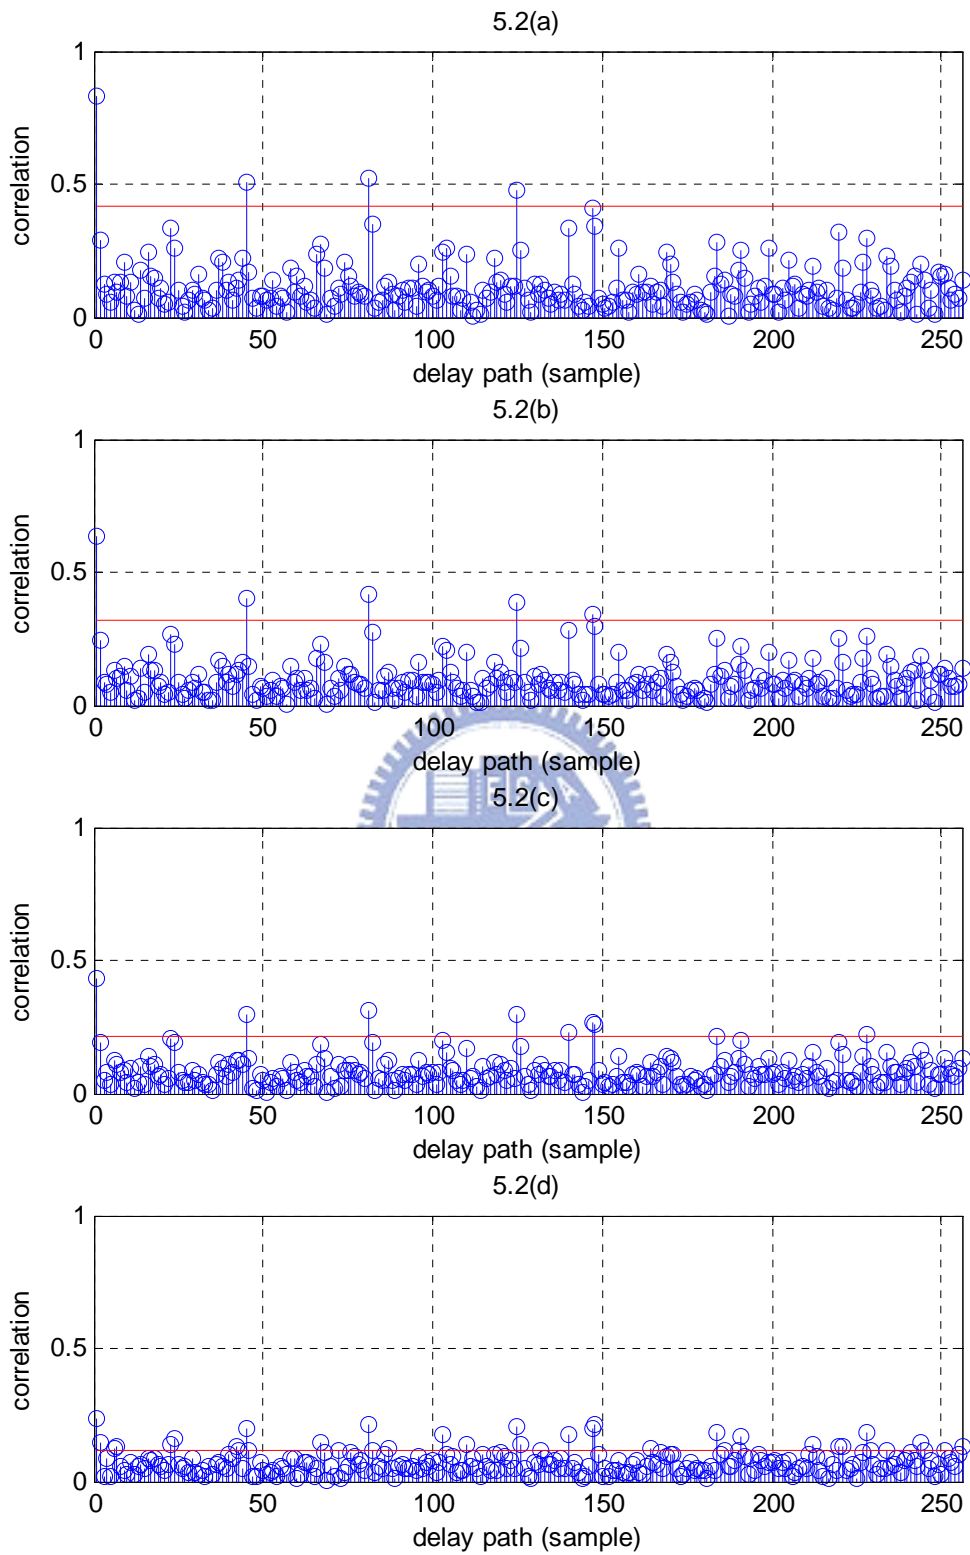 5.2(a)
1
0.5
0
correlation
0 50 100 150 200 250
delay path (sample)
5.2(b)
1
0.5
0
correlation
0 50 100 150 200 250
delay path (sample)
5.2(c)
1
0.5
0
correlation
0 50 100 150 200 250
delay path (sample)
5.2(d)
1
0.5
0
correlation
0 50 100 150 200 250
delay path (sample)